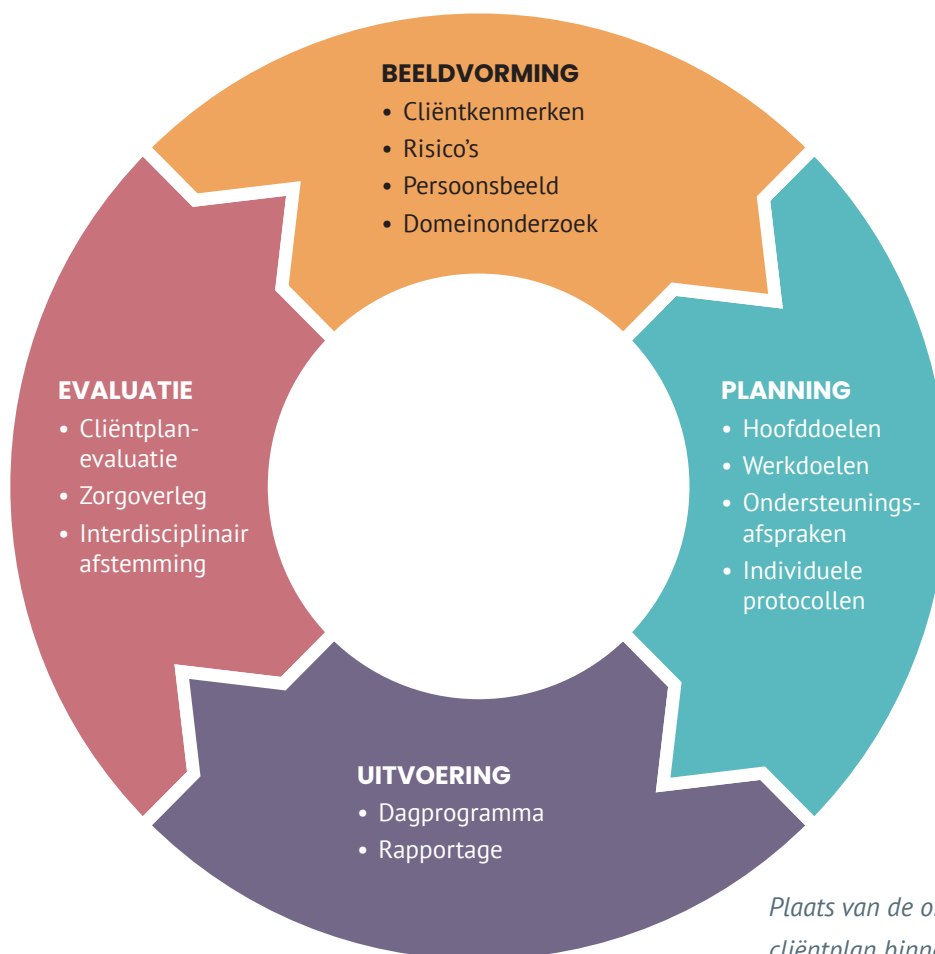 BEELDVORMING
• Cliëntkenmerken
• Risico's
• Persoonsbeeld
• Domeinonderzoek
PLANNING
• Hoofddoelen
• Werkdoelen
• Ondersteunings-
afspraken
• Individuele
protocollen
UITVOERING
• Dagprogramma
• Rapportage
EVALUATIE
• Cliëntplan-
evaluatie
• Zorgoverleg
• Interdisciplinair
afstemming
Plaats van de
cliëntplan